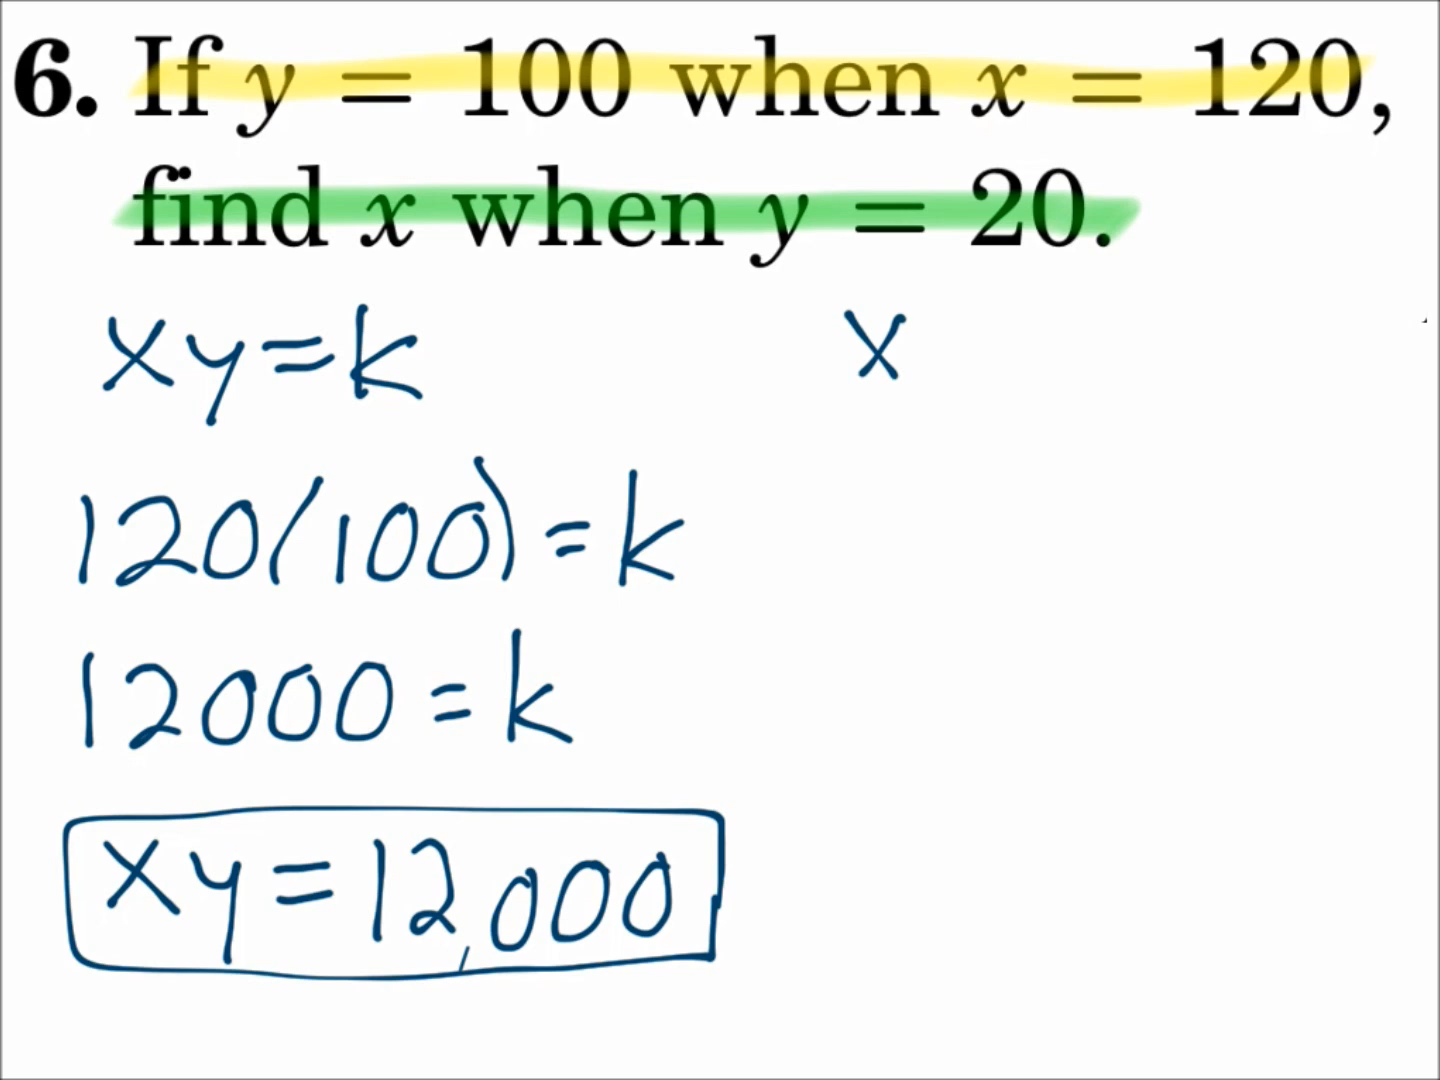 6. If y = 100 when x = 120,
find x when y = 20.
xy=k
x
120(100)=k
12000=k
xy=12,000